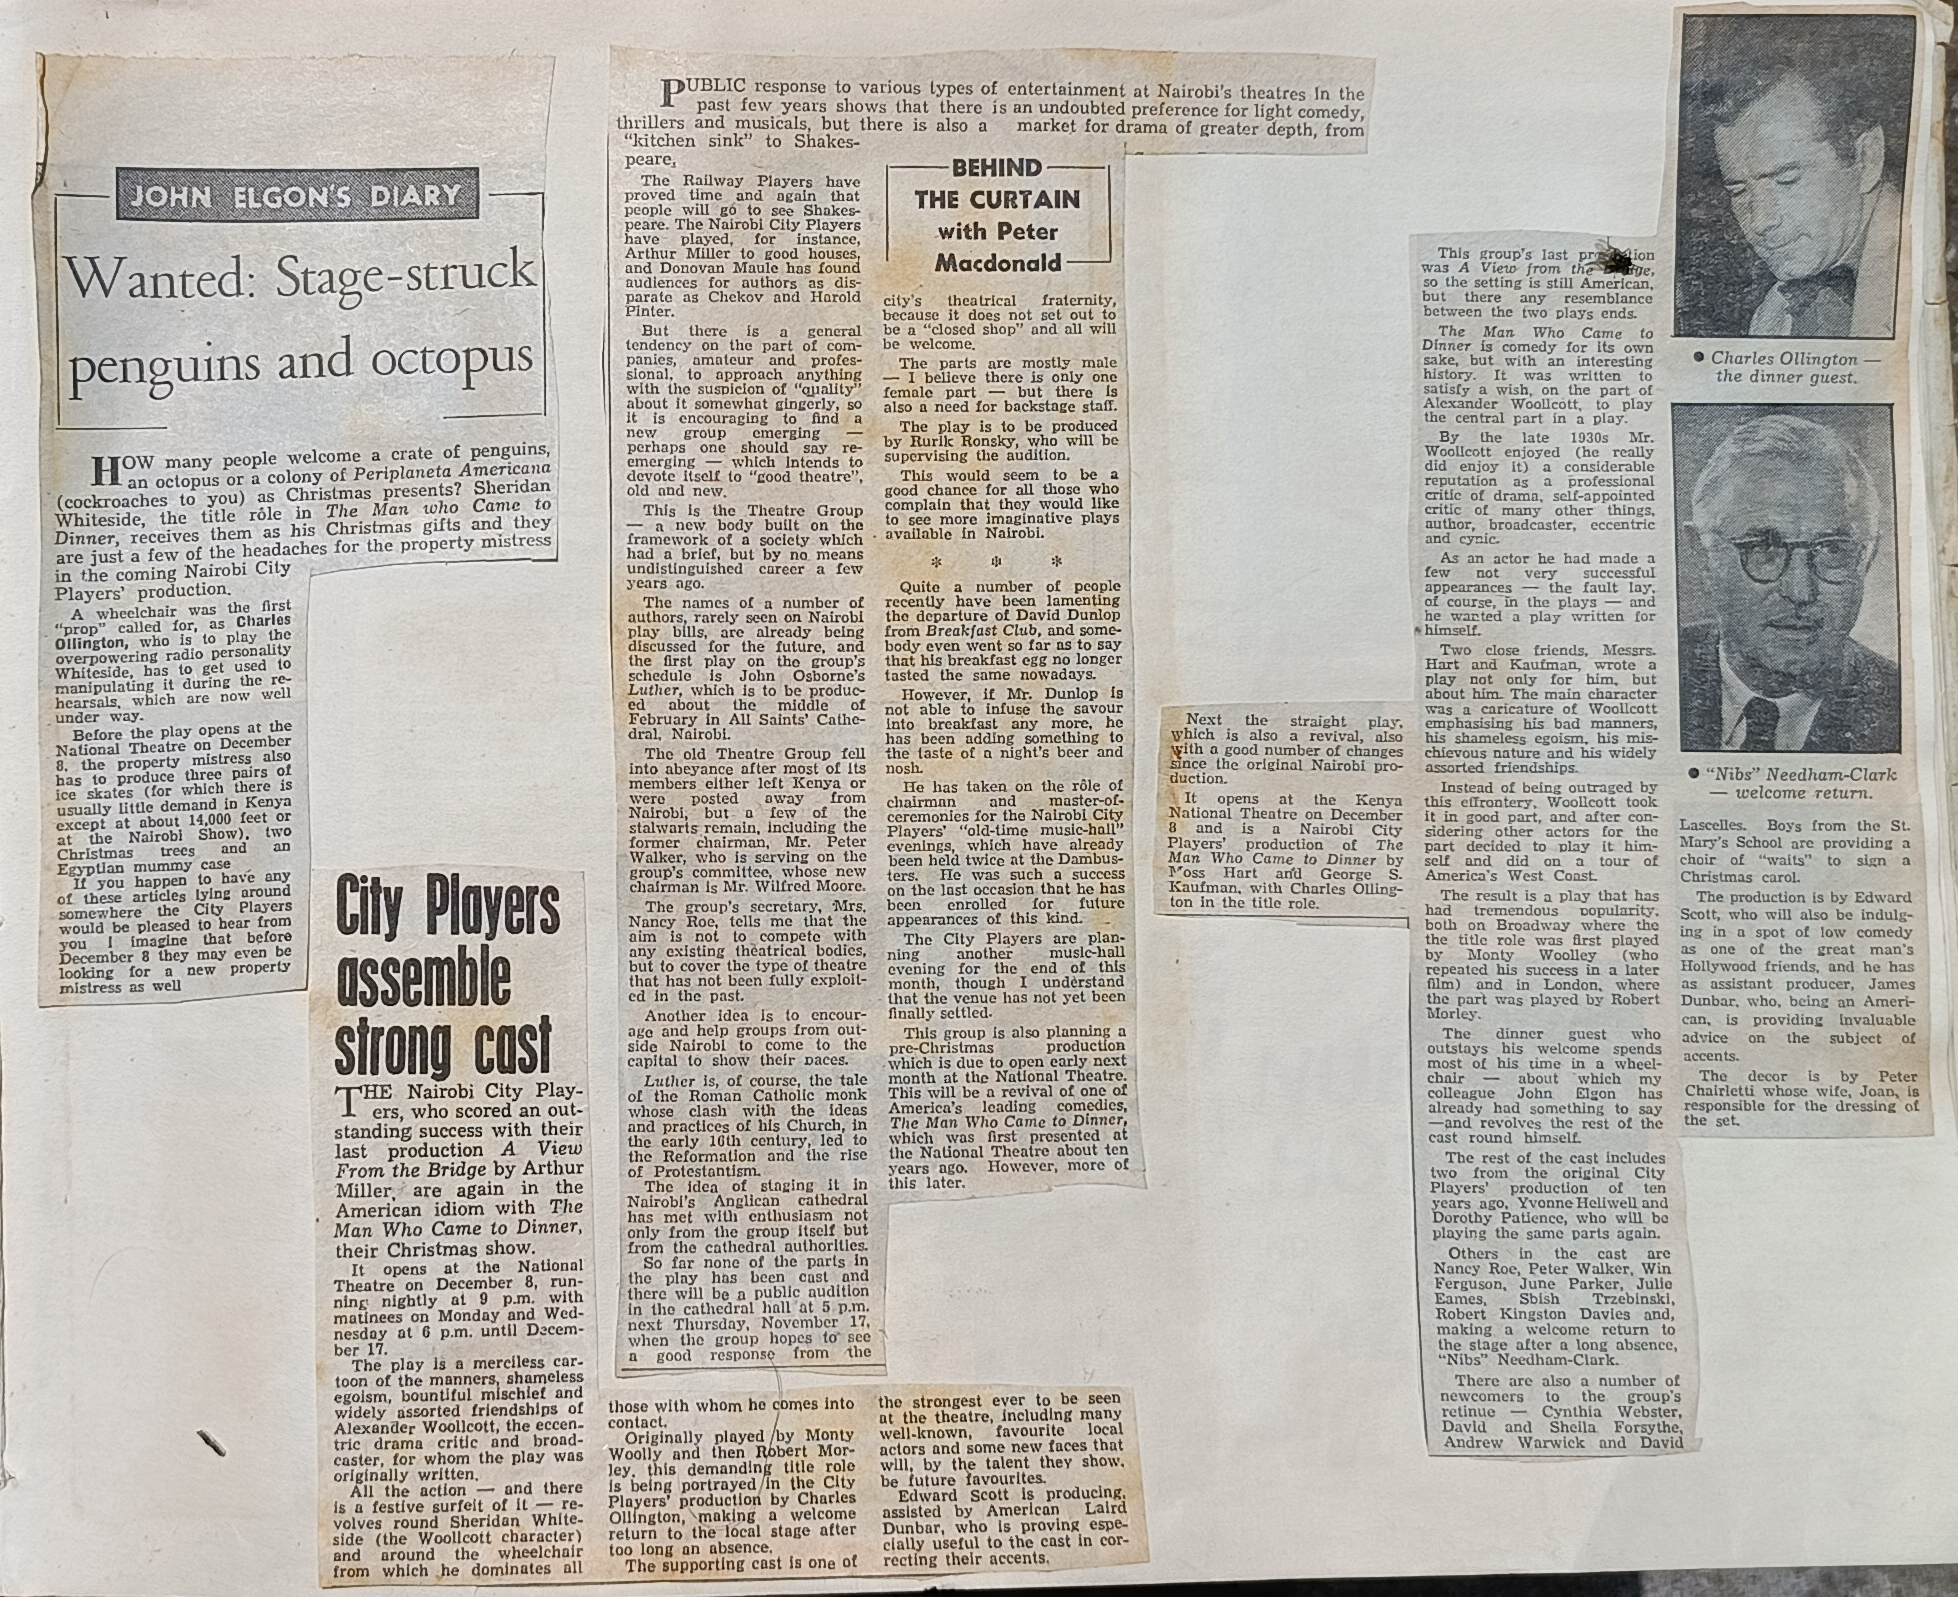 JOHN ELGON'S DIARY
Wanted: Stage-struck
penguins and octopus
HOW many people welcome a crate of penguins,
an octopus or a colony of Periplaneta Americana
(cockroaches to you) as Christmas presents? Sheridan
Whiteside, the title rôle in The Man who Came to
Dinner, receives them as his Christmas gifts and they
are just a few of the headaches for the property mistress
in the coming Nairobi City
Players' production.
A wheelchair was the first
"prop" called for, as Charles
Ollington, who is to play the
overpowering radio personality
Whiteside, has to get used to
manipulating it during the re-
hearsals, which are now well
under way.
Before the play opens at the
National Theatre on December
8, the property mistress also
has to produce three pairs of
ice skates (for which there is
usually little demand in Kenya
except at about 14,000 feet or
at the Nairobi Show), two
Christmas trees and an
Egyptian mummy case
If you happen to have any
of these articles lying around
somewhere the City Players
would be pleased to hear from
you I imagine that before
December 8 they may even be
looking for a new property
mistress as well
City Players
assemble
strong cast
THE Nairobi City Play-
ers, who scored an out-
standing success with their
last production A View
From the Bridge by Arthur
Miller, are again in the
American idiom with The
Man Who Came to Dinner,
their Christmas show.
It opens at the National
Theatre on December 8, run-
ning nightly at 9 p.m. with
matinees on Monday and Wed-
nesday at 6 p.m. until Decem-
ber 17.
The play is a merciless car-
toon of the manners, shameless
egoism, bountiful mischief and
widely assorted friendships of
Alexander Woollcott, the eccen-
tric drama critic and broad-
caster, for whom the play was
originally written.
All the action — and there
is a festive surfeit of it — re-
volves round Sheridan White-
side (the Woollcott character)
and around the wheelchair
from which he dominates all
those with whom he comes into
contact.
Originally played by Monty
Woolly and then Robert Mor-
ley, this demanding title role
is being portrayed in the City
Players' production by Charles
Ollington, making a welcome
return to the local stage after
too long an absence.
The supporting cast is one of
the strongest ever to be seen
at the theatre, including many
well-known, favourite local
actors and some new faces that
will, by the talent they show,
be future favourites.
Edward Scott is producing,
assisted by American Laird
Dunbar, who is proving espe-
cially useful to the cast in cor-
recting their accents.
PUBLIC response to various types of entertainment at Nairobi's theatres in the
past few years shows that there is an undoubted preference for light comedy,
thrillers and musicals, but there is also a market for drama of greater depth, from
"kitchen sink" to Shakes-
peare.
The Railway Players have
proved time and again that
people will go to see Shakes-
peare. The Nairobi City Players
have played, for instance,
Arthur Miller to good houses,
and Donovan Maule has found
audiences for authors as dis-
parate as Chekov and Harold
Pinter.
But there is a general
tendency on the part of com-
panies, amateur and profes-
sional, to approach anything
with the suspicion of "quality"
about it somewhat gingerly, so
it is encouraging to find a
new group emerging —
perhaps one should say re-
emerging — which intends to
devote itself to "good theatre",
old and new.
This is the Theatre Group
— a new body built on the
framework of a society which
had a brief, but by no means
undistinguished career a few
years ago.
The names of a number of
authors, rarely seen on Nairobi
play bills, are already being
discussed for the future, and
the first play on the group's
schedule is John Osborne's
Luther, which is to be produc-
ed about the middle of
February in All Saints' Cathe-
dral, Nairobi.
The old Theatre Group fell
into abeyance after most of its
members either left Kenya or
were posted away from
Nairobi, but a few of the
stalwarts remain, including the
former chairman, Mr. Peter
Walker, who is serving on the
group's committee, whose new
chairman is Mr. Wilfred Moore.
The group's secretary, Mrs.
Nancy Roe, tells me that the
aim is not to compete with
any existing theatrical bodies,
but to cover the type of theatre
that has not been fully exploit-
ed in the past.
Another idea is to encour-
age and help groups from out-
side Nairobi to come to the
capital to show their paces.
Luther is, of course, the tale
of the Roman Catholic monk
whose clash with the ideas
and practices of his Church, in
the early 16th century, led to
the Reformation and the rise
of Protestantism.
The idea of staging it in
Nairobi's Anglican cathedral
has met with enthusiasm not
only from the group itself but
from the cathedral authorities.
So far none of the parts in
the play has been cast and
there will be a public audition
in the cathedral hall at 5 p.m.
next Thursday, November 17,
when the group hopes to see
a good response from the
BEHIND
THE CURTAIN
with Peter
Macdonald
city's theatrical fraternity,
because it does not set out to
be a "closed shop" and all will
be welcome.
The parts are mostly male
— I believe there is only one
female part — but there is
also a need for backstage staff.
The play is to be produced
by Rurik Ronsky, who will be
supervising the audition.
This would seem to be a
good chance for all those who
complain that they would like
to see more imaginative plays
available in Nairobi.
* * *
Quite a number of people
recently have been lamenting
the departure of David Dunlop
from Breakfast Club, and some-
body even went so far as to say
that his breakfast egg no longer
tasted the same nowadays.
However, if Mr. Dunlop is
not able to infuse the savour
into breakfast any more, he
has been adding something to
the taste of a night's beer and
nosh.
He has taken on the rôle of
chairman and master-of-
ceremonies for the Nairobi City
Players' "old-time music-hall"
evenings, which have already
been held twice at the Dambus-
ters. He was such a success
on the last occasion that he has
been enrolled for future
appearances of this kind.
The City Players are plan-
ning another music-hall
evening for the end of this
month, though I understand
that the venue has not yet been
finally settled.
This group is also planning a
pre-Christmas production
which is due to open early next
month at the National Theatre.
This will be a revival of one of
America's leading comedies,
The Man Who Came to Dinner,
which was first presented at
the National Theatre about ten
years ago. However, more of
this later.
Next the straight play,
which is also a revival, also
with a good number of changes
since the original Nairobi pro-
duction.
It opens at the Kenya
National Theatre on December
8 and is a Nairobi City
Players' production of The
Man Who Came to Dinner by
Moss Hart and George S.
Kaufman, with Charles Olling-
ton in the title role.
This group's last production
was A View from the Bridge,
so the setting is still American,
but there any resemblance
between the two plays ends.
The Man Who Came to
Dinner is comedy for its own
sake, but with an interesting
history. It was written to
satisfy a wish, on the part of
Alexander Woollcott, to play
the central part in a play.
By the late 1930s Mr.
Woollcott enjoyed (he really
did enjoy it) a considerable
reputation as a professional
critic of drama, self-appointed
critic of many other things,
author, broadcaster, eccentric
and cynic.
As an actor he had made a
few not very successful
appearances — the fault lay,
of course, in the plays — and
he wanted a play written for
himself.
Two close friends, Messrs.
Hart and Kaufman, wrote a
play not only for him, but
about him. The main character
was a caricature of Woollcott
emphasising his bad manners,
his shameless egoism, his mis-
chievous nature and his widely
assorted friendships.
Instead of being outraged by
this effrontery, Woollcott took
it in good part, and after con-
sidering other actors for the
part decided to play it him-
self and did on a tour of
America's West Coast.
The result is a play that has
had tremendous popularity,
both on Broadway where the
the title role was first played
by Monty Woolley (who
repeated his success in a later
film) and in London, where
the part was played by Robert
Morley.
The dinner guest who
outstays his welcome spends
most of his time in a wheel-
chair — about which my
colleague John Elgon has
already had something to say
—and revolves the rest of the
cast round himself.
The rest of the cast includes
two from the original City
Players' production of ten
years ago, Yvonne Heliwell and
Dorothy Patience, who will be
playing the same parts again.
Others in the cast are
Nancy Roe, Peter Walker, Win
Ferguson, June Parker, Julie
Eames, Sbish Trzebinski,
Robert Kingston Davies and,
making a welcome return to
the stage after a long absence,
"Nibs" Needham-Clark.
There are also a number of
newcomers to the group's
retinue — Cynthia Webster,
David and Sheila Forsythe,
Andrew Warwick and David
● Charles Ollington —
the dinner guest.
● "Nibs" Needham-Clark
— welcome return.
Lascelles. Boys from the St.
Mary's School are providing a
choir of "waits" to sign a
Christmas carol.
The production is by Edward
Scott, who will also be indulg-
ing in a spot of low comedy
as one of the great man's
Hollywood friends, and he has
as assistant producer, James
Dunbar, who, being an Ameri-
can, is providing invaluable
advice on the subject of
accents.
The decor is by Peter
Chairletti whose wife, Joan, is
responsible for the dressing of
the set.